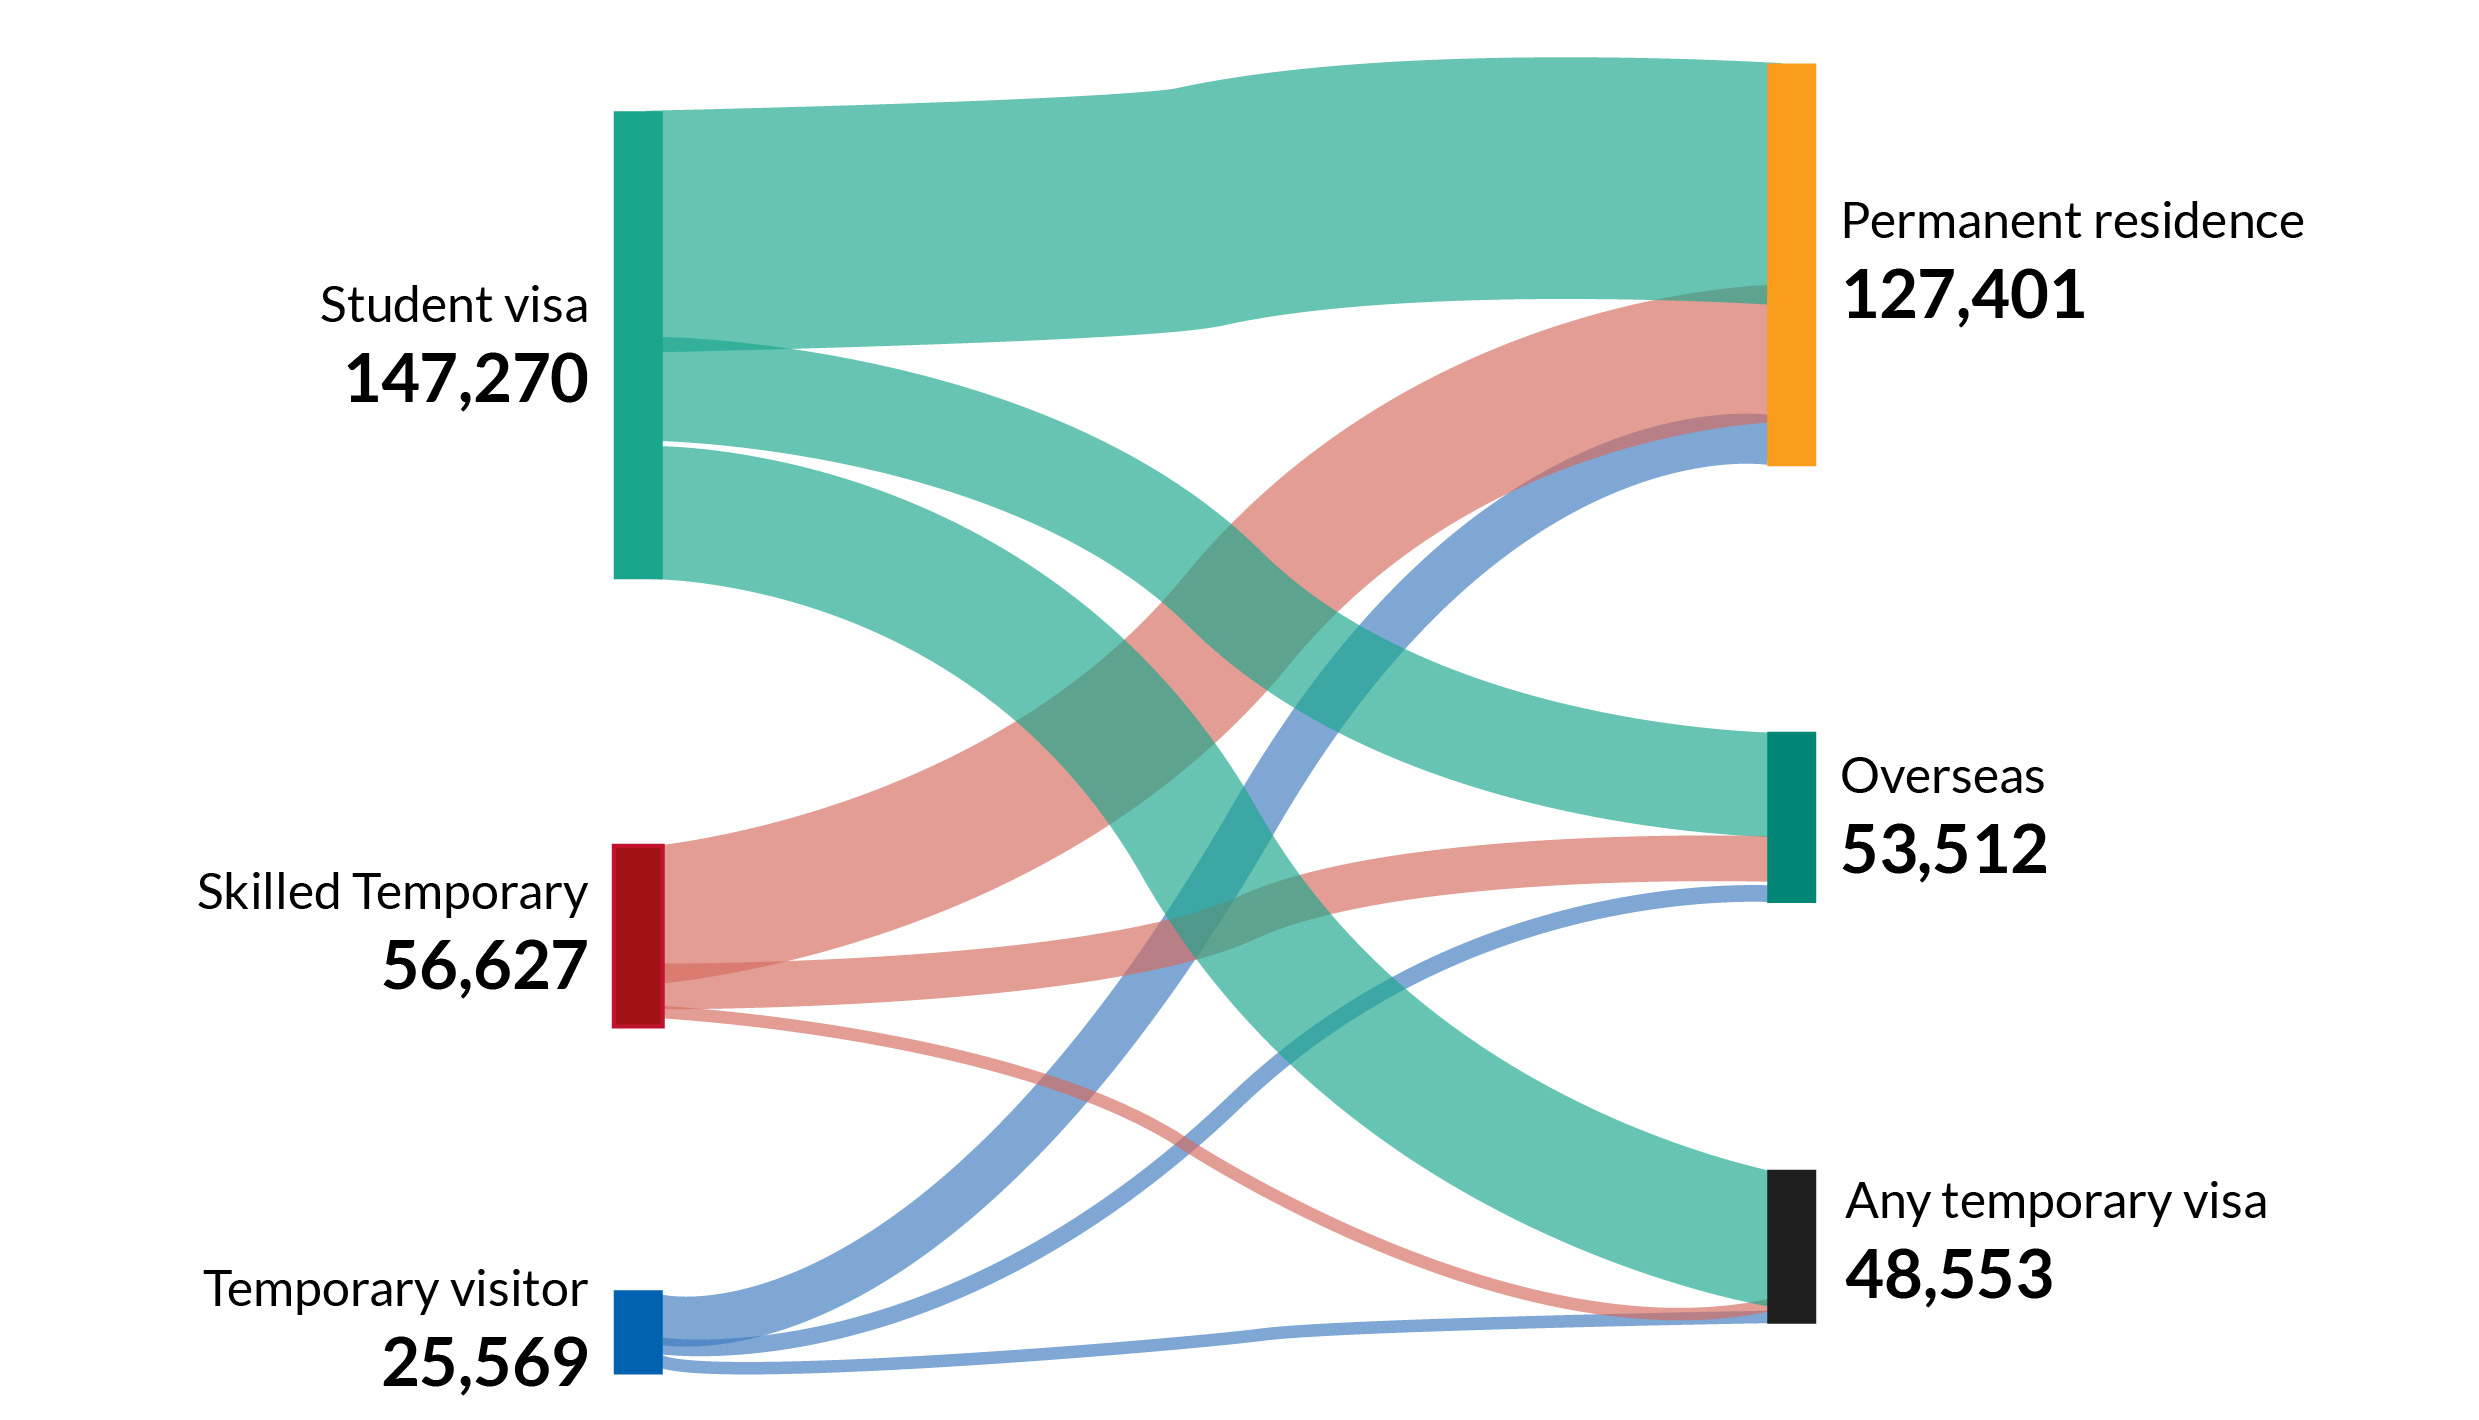 Student visa
147,270
Skilled Temporary
56,627
Temporary visitor
25,569
Permanent residence
127,401
Overseas
53,512
Any temporary visa
48,553